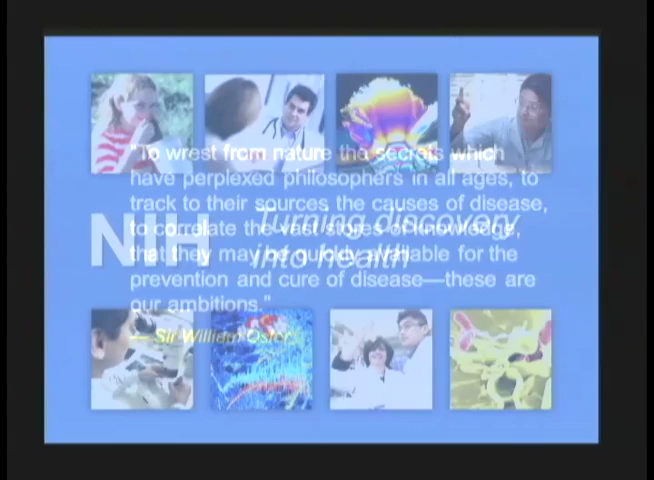 "To wrest from nature the secrets which
have perplexed philosophers in all ages, to
track to their sources the causes of disease,
to correlate the vast stores of knowledge,
that they may be quickly available for the
prevention and cure of disease—these are
our ambitions."
— Sir William Osler
NIH
Turning discovery
into health